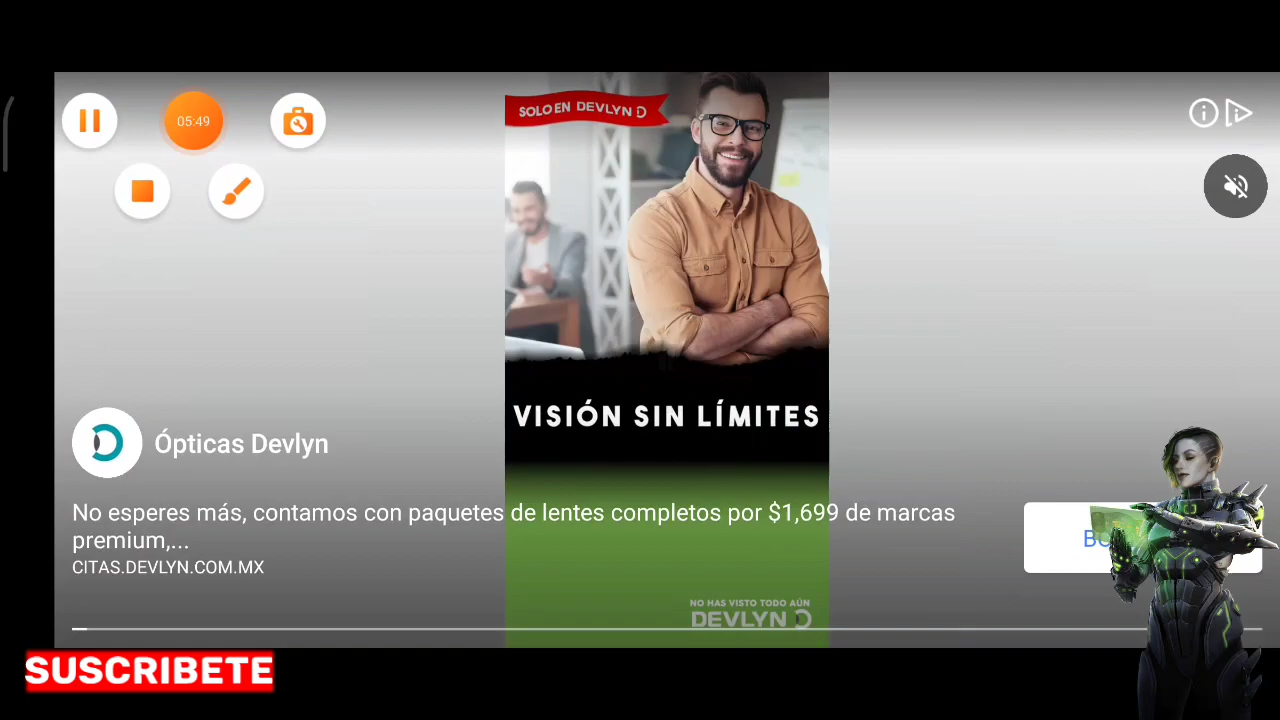 SOLO EN DEVLYN
05:49
VISIÓN SIN LÍMITES
Ópticas Devlyn
No esperes más, contamos con paquetes de lentes completos por $1,699 de marcas
premium,...
CITAS.DEVLYN.COM.MX
NO HAS VISTO TODO AÚN
DEVLYN
SUSCRIBETE